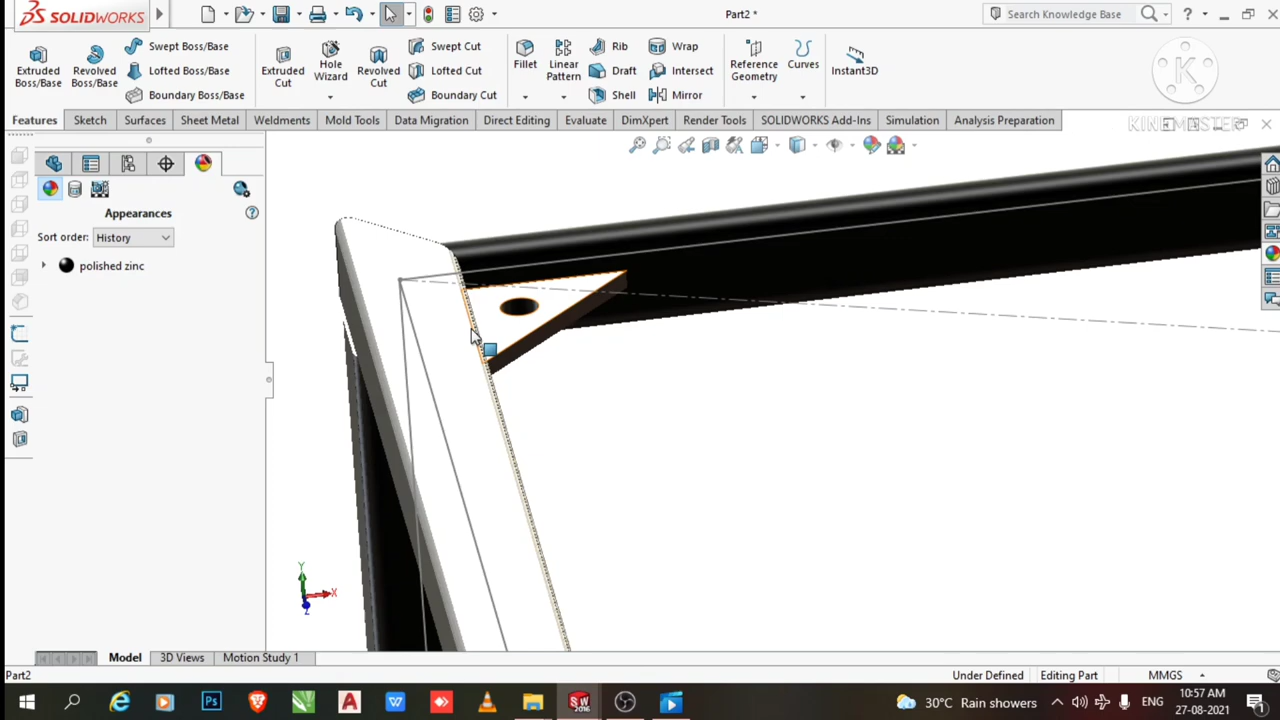 SOLIDWORKS
Part2 *
Search Knowledge Base
?
Extruded Boss/Base
Revolved Boss/Base
Swept Boss/Base
Lofted Boss/Base
Boundary Boss/Base
Extruded Cut
Hole Wizard
Revolved Cut
Swept Cut
Lofted Cut
Boundary Cut
Fillet
Linear Pattern
Rib
Draft
Shell
Wrap
Intersect
Mirror
Reference Geometry
Curves
Instant3D
K
KINEMASTER
Features
Sketch
Surfaces
Sheet Metal
Weldments
Mold Tools
Data Migration
Direct Editing
Evaluate
DimXpert
Render Tools
SOLIDWORKS Add-Ins
Simulation
Analysis Preparation
Appearances
Sort order: History
polished zinc
Y
X
Z
Model
3D Views
Motion Study 1
Part2
Under Defined
Editing Part
MMGS
30°C Rain showers
ENG
10:57 AM
27-08-2021